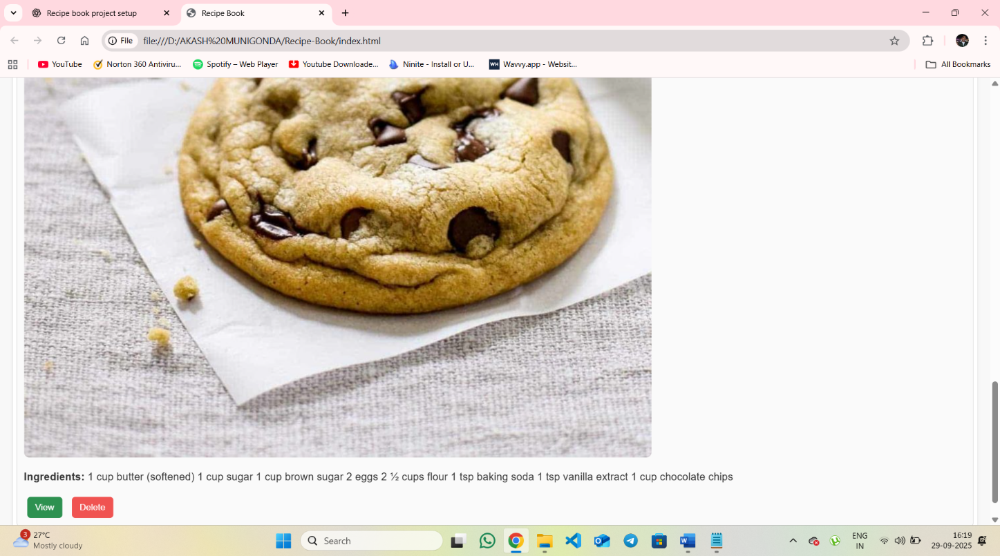 Recipe book project setup
Recipe Book
File
file:///D:/AKASH%20MUNIGONDA/Recipe-Book/index.html
YouTube
Norton 360 Antiviru...
Spotify – Web Player
Youtube Downloade...
Ninite - Install or U...
WH
Wavvy.app - Websit...
All Bookmarks
Ingredients: 1 cup butter (softened) 1 cup sugar 1 cup brown sugar 2 eggs 2 ½ cups flour 1 tsp baking soda 1 tsp vanilla extract 1 cup chocolate chips
View
Delete
3
27°C
Mostly cloudy
Search
ENG
IN
16:19
29-09-2025